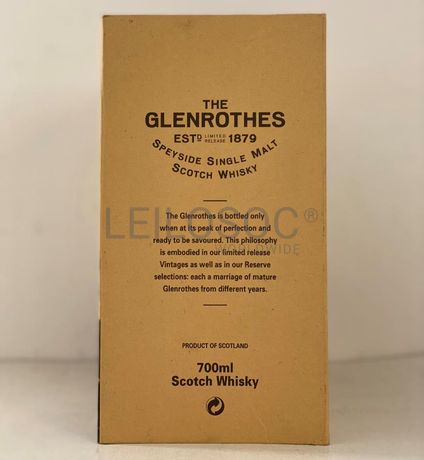 THE
GLENROTHES
ESTD LIMITED RELEASE 1879
SPEYSIDE SINGLE MALT
SCOTCH WHISKY
The Glenrothes is bottled only
when at its peak of perfection and
ready to be savoured. This philosophy
is embodied in our limited release
Vintages as well as in our Reserve
selections: each a marriage of mature
Glenrothes from different years.
LEILOSOC®
WORLDWIDE
PRODUCT OF SCOTLAND
700ml
Scotch Whisky